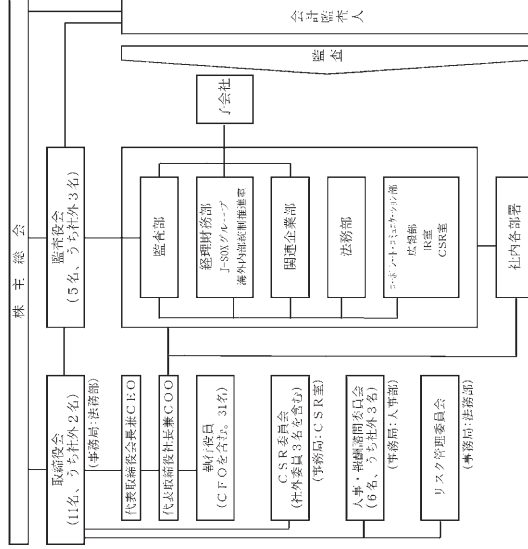 株主総会
取締役会
(11名、うち社外2名)
(事務局:法務部)
代表取締役会長兼CEO
代表取締役社長兼COO
執行役員
(CFOを含む。31名)
CSR委員会
(社外委員3名を含む)
(事務局:CSR室)
人事・報酬諮問委員会
(6名、うち社外3名)
(事務局:人事部)
リスク管理委員会
(事務局:法務部)
監査役会
(5名、うち社外3名)
監査部
経理財務部
J-SOXグループ
海外内部統制推進室
関連企業部
法務部
コーポレート・コミュニケーション部
広報部
IR室
CSR室
社内各部署
子会社
監査
会計監査人